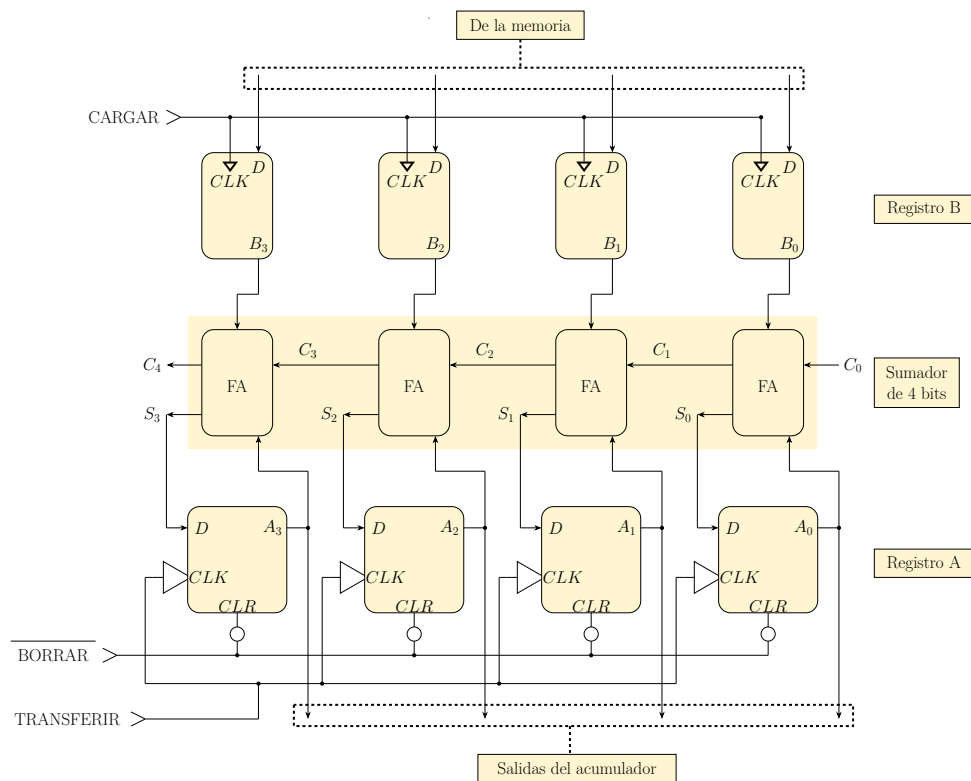 De la memoria
CARGAR
D
D
D
D
CLK
CLK
CLK
CLK
Registro B
B3
B2
B1
B0
C4
C3
C2
C1
C0
FA
FA
FA
FA
Sumador
de 4 bits
S3
S2
S1
S0
D
A3
D
A2
D
A1
D
A0
Registro A
CLK
CLK
CLK
CLK
CLR
CLR
CLR
CLR
BORRAR
TRANSFERIR
Salidas del acumulador